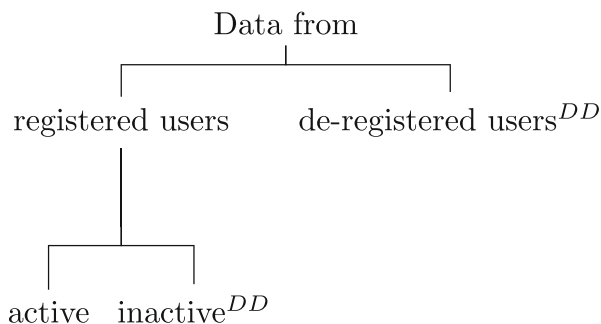 Data from
registered users de-registered users^{DD}
active inactive^{DD}